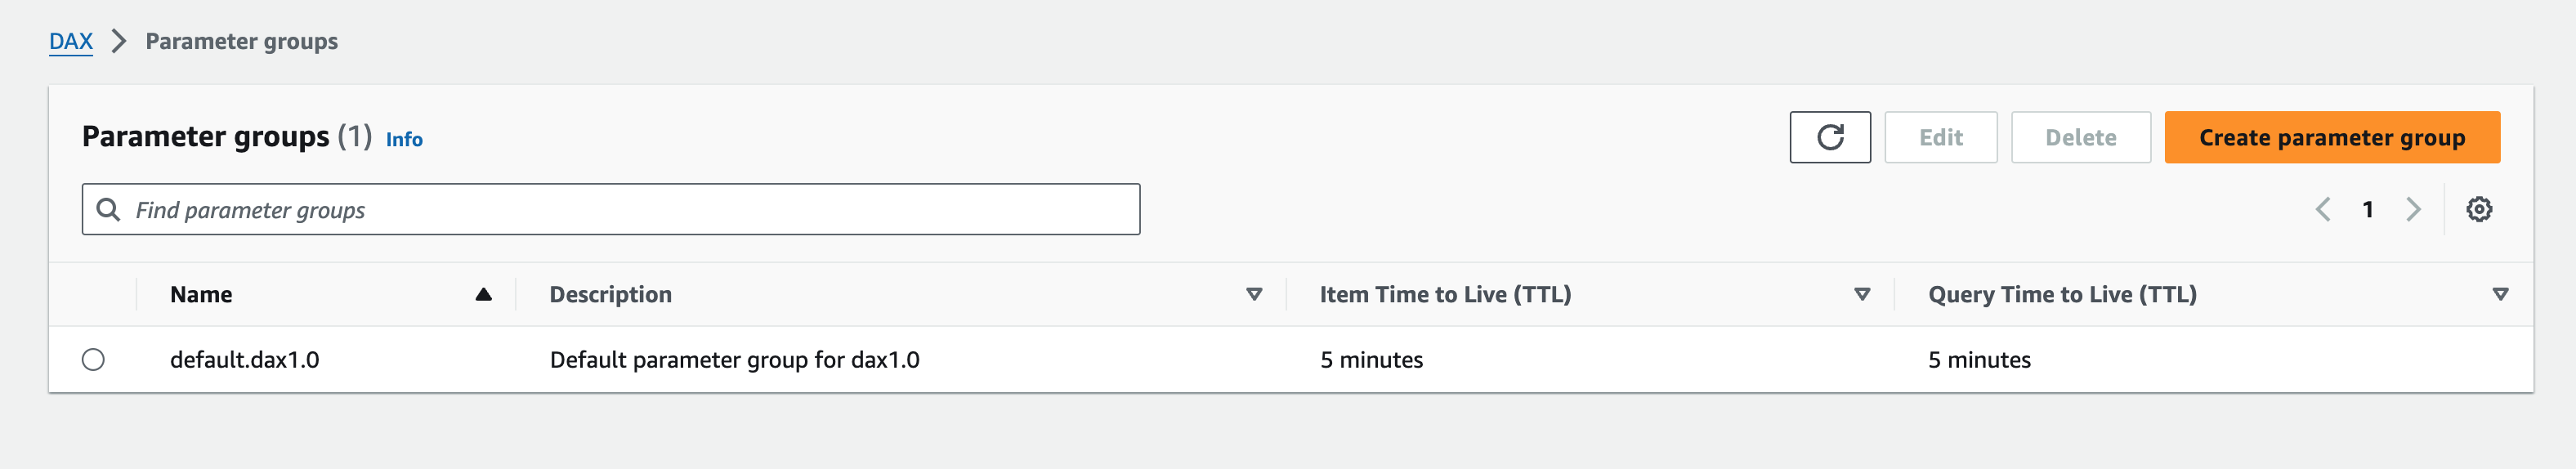 DAX > Parameter groups
Parameter groups (1) Info
Edit
Delete
Create parameter group
Find parameter groups
1
Name Description Item Time to Live (TTL) Query Time to Live (TTL)
default.dax1.0 Default parameter group for dax1.0 5 minutes 5 minutes